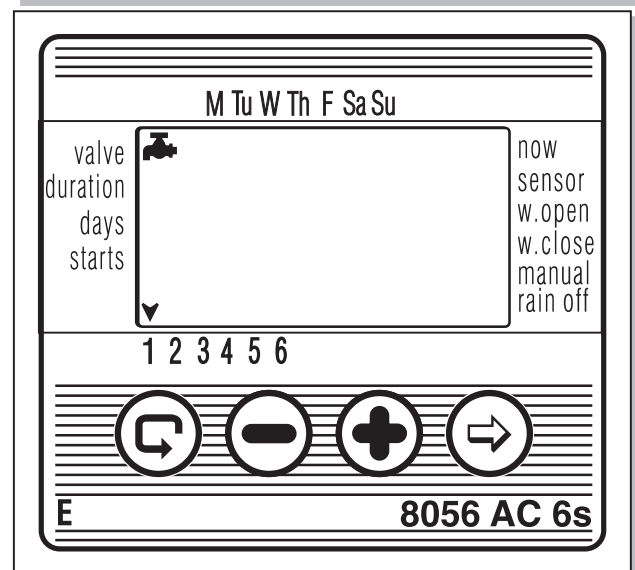 M Tu W Th F Sa Su
valve
duration
days
starts
now
sensor
w.open
w.close
manual
rain off
1 2 3 4 5 6
E 8056 AC 6s